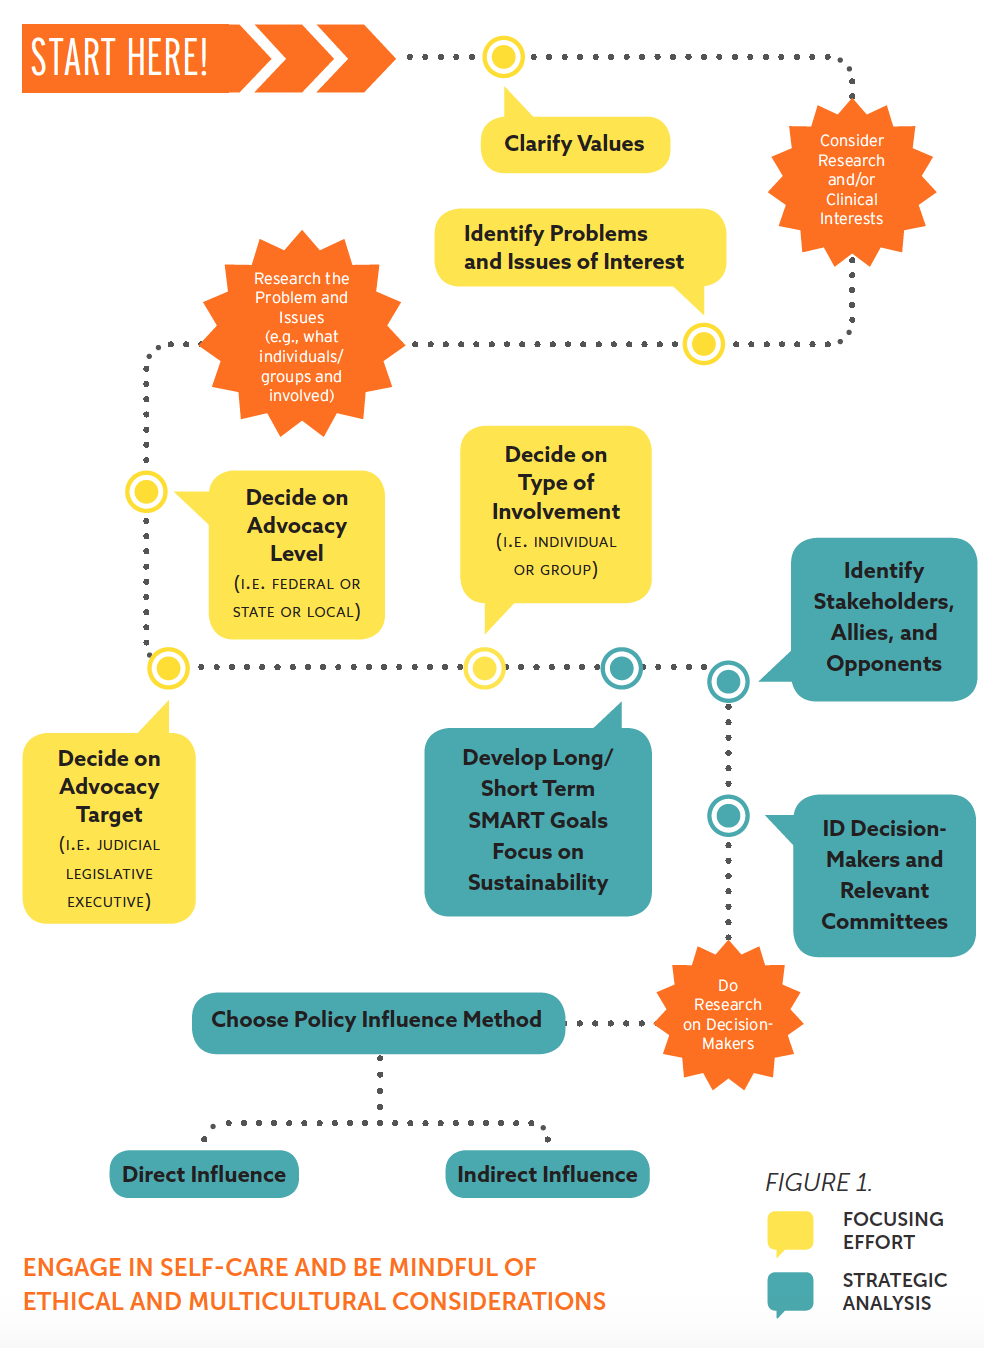 START HERE!
Clarify Values
Consider
Research
and/or
Clinical
Interests
Identify Problems
and Issues of Interest
Research the
Problem and
Issues
(e.g., what
individuals/
groups and
involved)
Decide on
Advocacy
Level
(I.E. FEDERAL OR
STATE OR LOCAL)
Decide on
Advocacy
Target
(I.E. JUDICIAL
LEGISLATIVE
EXECUTIVE)
Decide on
Type of
Involvement
(I.E. INDIVIDUAL
OR GROUP)
Develop Long/
Short Term
SMART Goals
Focus on
Sustainability
Identify
Stakeholders,
Allies, and
Opponents
ID Decision-
Makers and
Relevant
Committees
Do
Research
on Decision-
Makers
Choose Policy Influence Method
Direct Influence
Indirect Influence
FIGURE 1.
FOCUSING
EFFORT
STRATEGIC
ANALYSIS
ENGAGE IN SELF-CARE AND BE MINDFUL OF
ETHICAL AND MULTICULTURAL CONSIDERATIONS